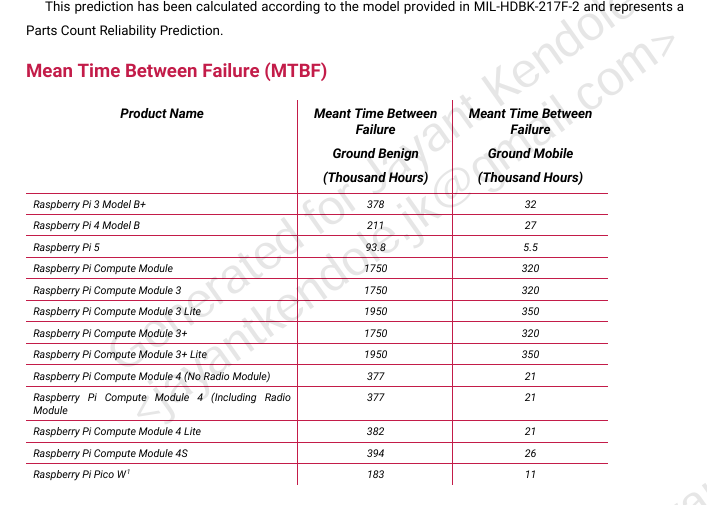 This prediction has been calculated according to the model provided in MIL-HDBK-217F-2 and represents a
Parts Count Reliability Prediction.
Mean Time Between Failure (MTBF)
Product Name
Meant Time Between Failure
Ground Benign
(Thousand Hours)
Meant Time Between Failure
Ground Mobile
(Thousand Hours)
Raspberry Pi 3 Model B+ 378 32
Raspberry Pi 4 Model B 211 27
Raspberry Pi 5 93.8 5.5
Raspberry Pi Compute Module 1750 320
Raspberry Pi Compute Module 3 1750 320
Raspberry Pi Compute Module 3 Lite 1950 350
Raspberry Pi Compute Module 3+ 1750 320
Raspberry Pi Compute Module 3+ Lite 1950 350
Raspberry Pi Compute Module 4 (No Radio Module) 377 21
Raspberry Pi Compute Module 4 (Including Radio 377 21
Module
Raspberry Pi Compute Module 4 Lite 382 21
Raspberry Pi Compute Module 4S 394 26
Raspberry Pi Pico W¹ 183 11
Generated for Jayant Kendole
<jayantkendole.jk@gmail.com>